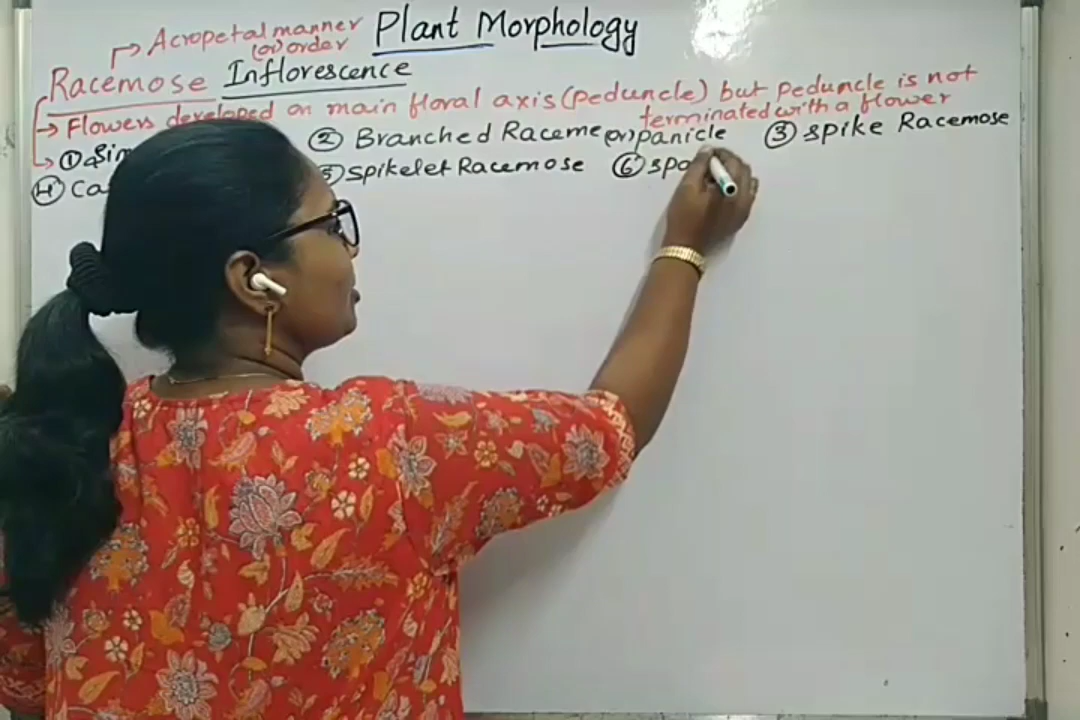 Plant Morphology
Acropetal manner
(or) order
Racemose Inflorescence
→ Flowers developed on main floral axis (peduncle) but peduncle is not
terminated with a flower
① Sim
② Branched Raceme (or) panicle
③ spike Racemose
④ Ca
⑤ spikelet Racemose
⑥ spa